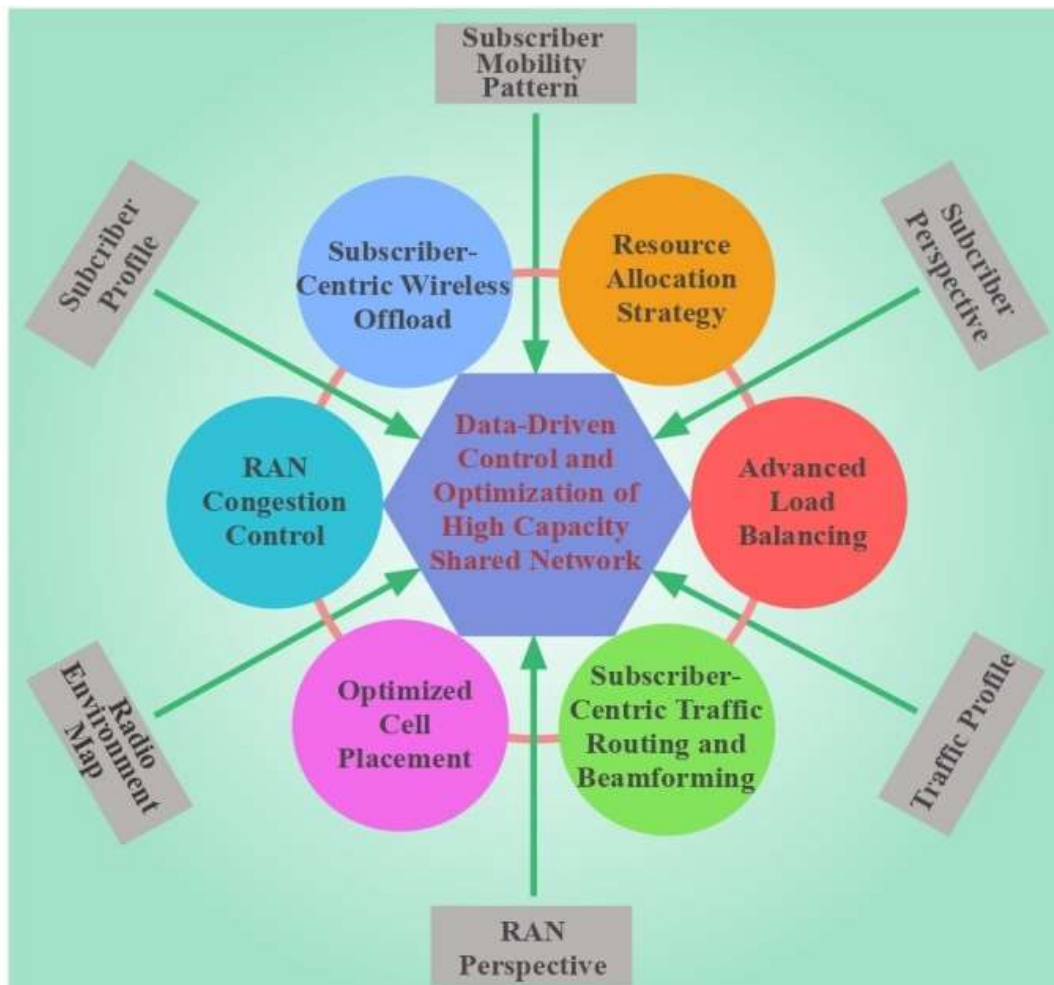 Subscriber
Mobility
Pattern
Subcriber
Profile
Subcriber
Perspective
Subscriber-
Centric Wireless
Offload
Resource
Allocation
Strategy
RAN
Congestion
Control
Data-Driven
Control and
Optimization of
High Capacity
Shared Network
Advanced
Load
Balancing
Optimized
Cell
Placement
Subscriber-
Centric Traffic
Routing and
Beamforming
Radio
Environment
Map
Traffic Profile
RAN
Perspective